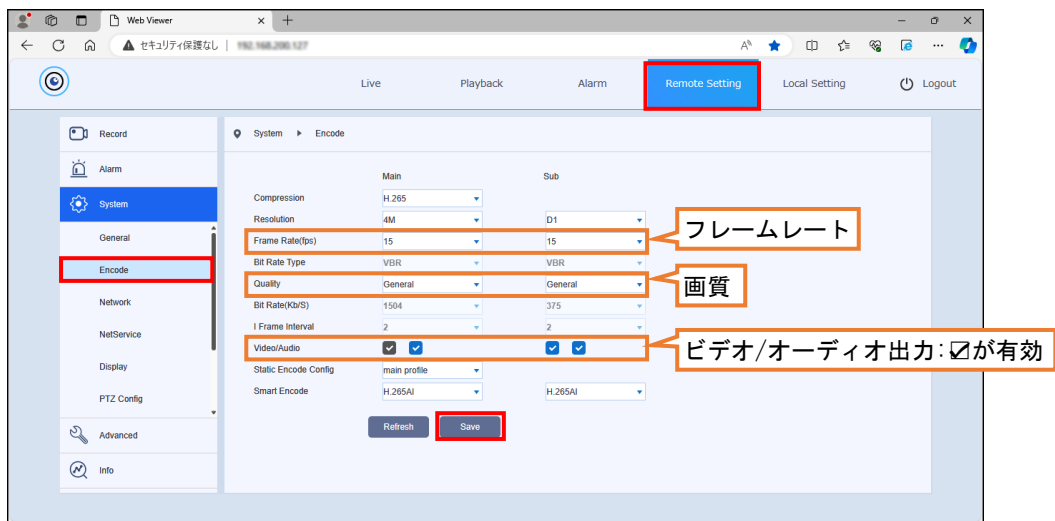 Web Viewer
セキュリティ保護なし | 192.168.200.127
Live Playback Alarm Remote Setting Local Setting Logout
Record
Alarm
System
General
Encode
Network
NetService
Display
PTZ Config
Advanced
Info
System Encode
Main Sub
Compression H.265
Resolution 4M D1
Frame Rate(fps) 15 15
フレームレート
Bit Rate Type VBR VBR
Quality General General
画質
Bit Rate(Kb/S) 1504 375
I Frame Interval 2 2
Video/Audio
ビデオ/オーディオ出力:☑が有効
Static Encode Config main profile
Smart Encode H.265AI H.265AI
Refresh Save